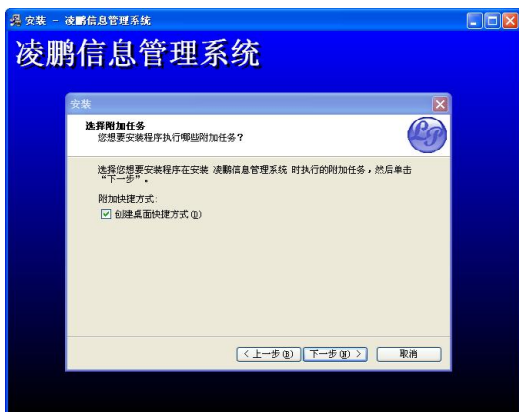 安装 - 凌鹏信息管理系统
凌鹏信息管理系统
安装
选择附加任务
您想要安装程序执行哪些附加任务?
LP
选择您想要安装程序在安装 凌鹏信息管理系统 时执行的附加任务，然后单击
“下一步”。
附加快捷方式:
创建桌面快捷方式(D)
< 上一步(B) 下一步(N) > 取消